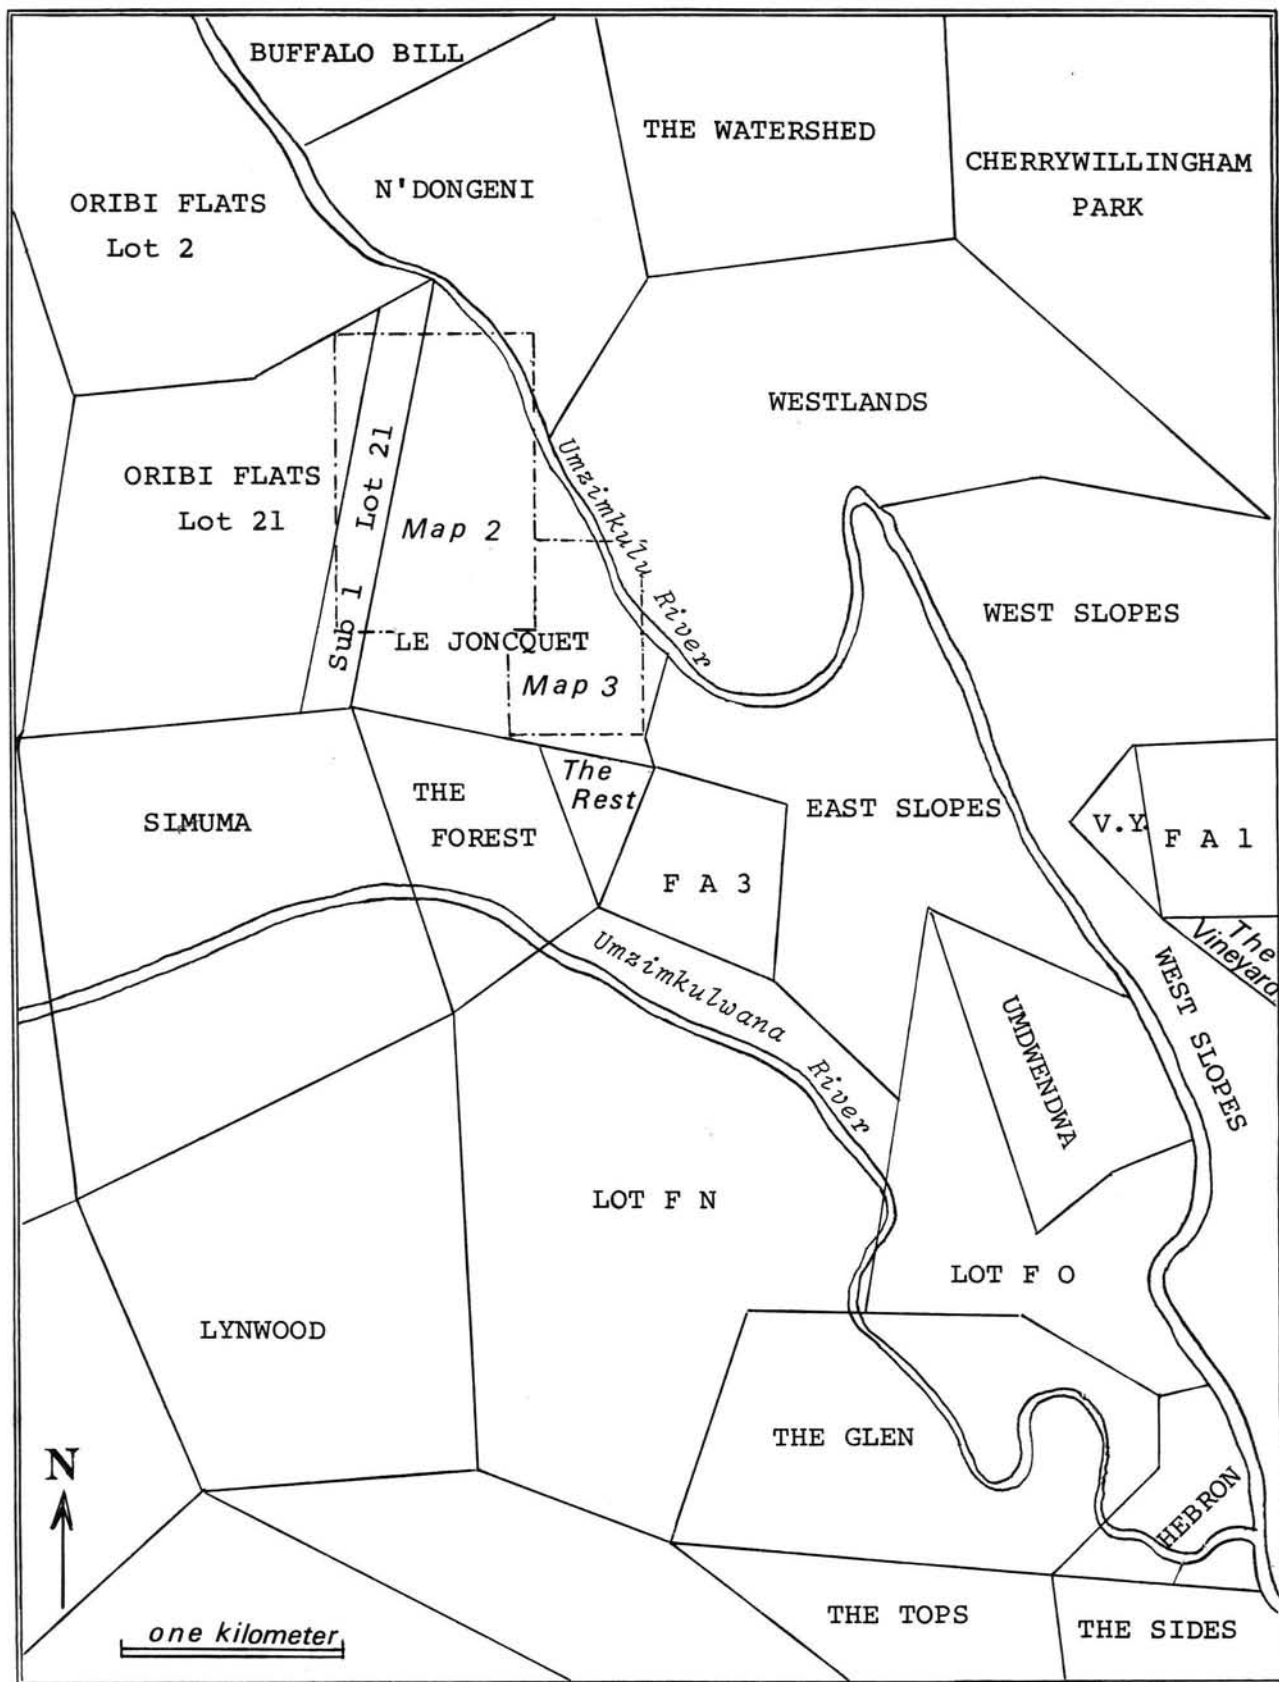 BUFFALO BILL
THE WATERSHED
CHERRYWILLINGHAM
PARK
N'DONGENI
ORIBI FLATS
Lot 2
WESTLANDS
Umzimkulu River
ORIBI FLATS
Lot 21
Sub 1 Lot 21
Map 2
WEST SLOPES
LE JONCQUET
Map 3
The
Rest
THE
FOREST
SIMUMA
EAST SLOPES
V.Y.
F A 1
F A 3
The
Vineyard
Umzimkulwana River
WEST SLOPES
UMDWENDWA
LOT F N
LOT F O
LYNWOOD
THE GLEN
N
HEBRON
THE TOPS
THE SIDES
one kilometer